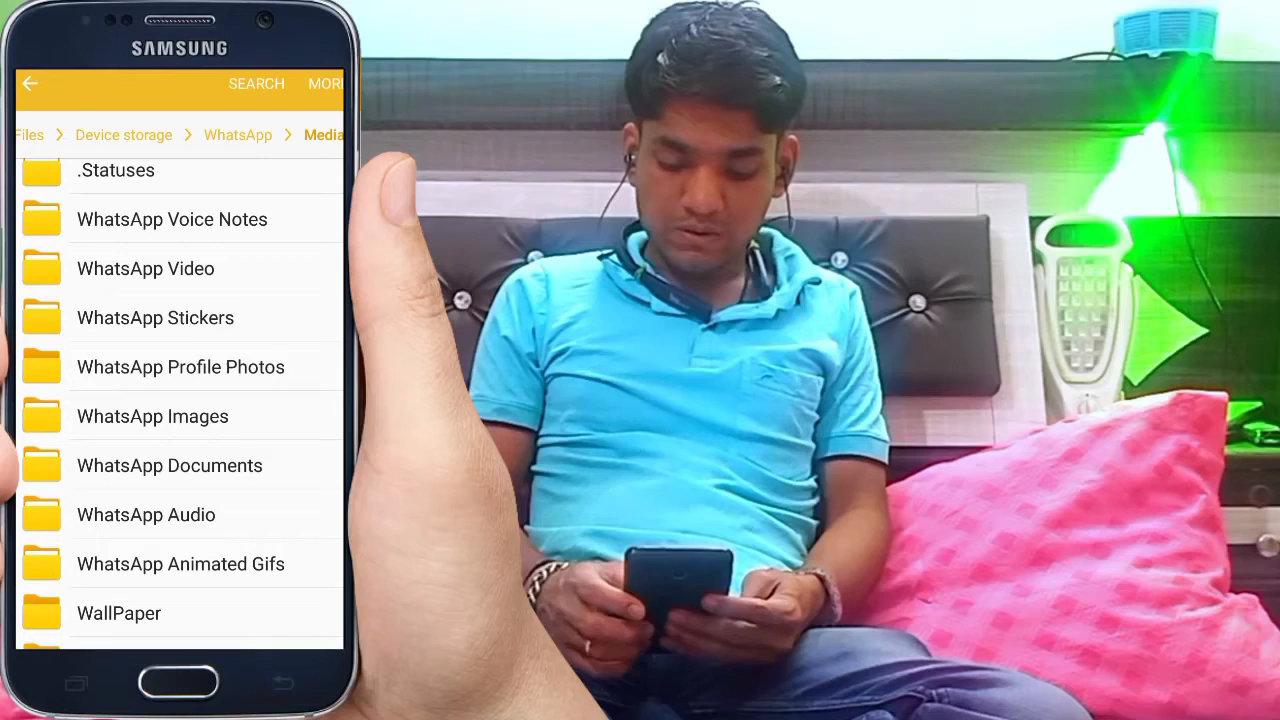 SAMSUNG
SEARCH MORE
Files > Device storage > WhatsApp > Media
.Statuses
WhatsApp Voice Notes
WhatsApp Video
WhatsApp Stickers
WhatsApp Profile Photos
WhatsApp Images
WhatsApp Documents
WhatsApp Audio
WhatsApp Animated Gifs
WallPaper